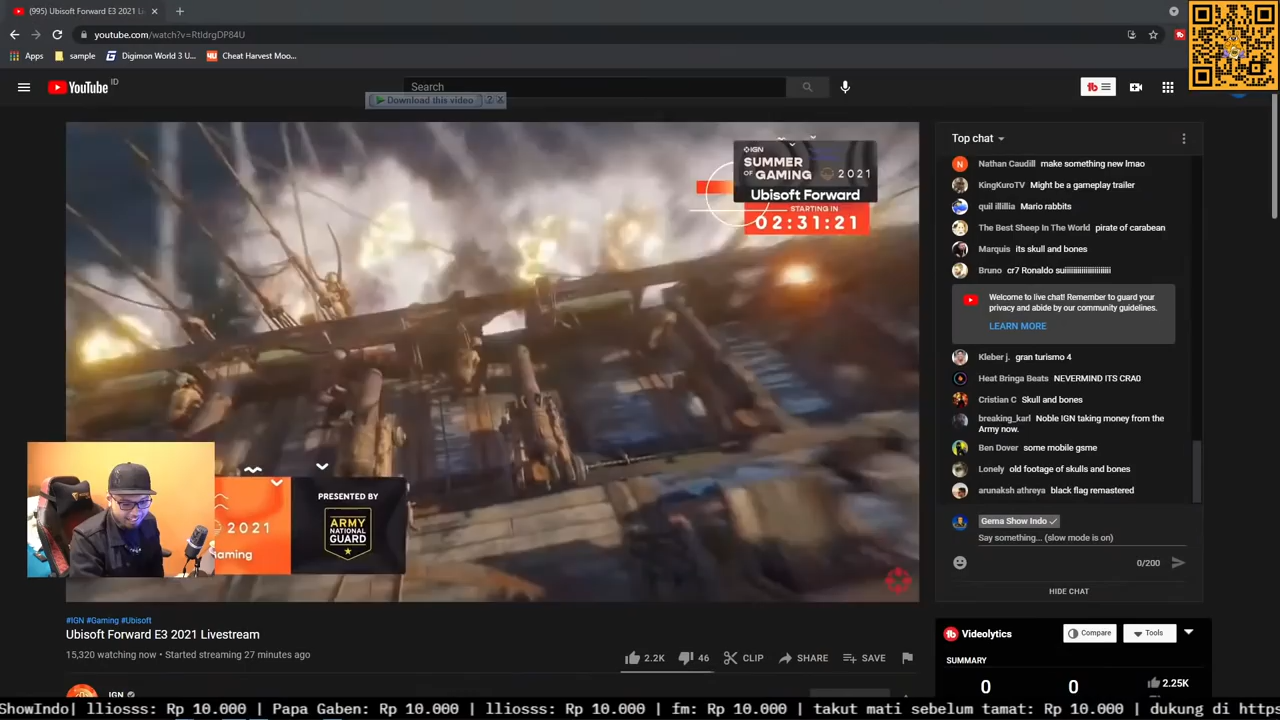 (995) Ubisoft Forward E3 2021 Li
youtube.com/watch?v=RtIdrgDP84U
Apps
sample
Digimon World 3 U...
Cheat Harvest Moo...
YouTube ID
Search
Download this video
IGN
SUMMER
OF GAMING
2021
Ubisoft Forward
STARTING IN
02:31:21
2021
Gaming
PRESENTED BY
ARMY
NATIONAL
GUARD
Top chat
Nathan Caudill make something new lmao
KingKuroTV Might be a gameplay trailer
quil illillia Mario rabbits
The Best Sheep In The World pirate of carabean
Marquis its skull and bones
Welcome to live chat! Remember to guard your
privacy and abide by our community guidelines.
LEARN MORE
Kleber j. gran turismo 4
Heat Bringa Beats NEVERMIND ITS CRA0
Cristian C Skull and bones
breaking_karl Noble IGN taking money from the
Army now.
Ben Dover some mobile gsme
Lonely old footage of skulls and bones
arunaksh athreya black flag remastered
Gema Show Indo
Say something... (slow mode is on)
0/200
HIDE CHAT
#IGN #Gaming #Ubisoft
Ubisoft Forward E3 2021 Livestream
15,320 watching now • Started streaming 27 minutes ago
2.2K
46
CLIP
SHARE
SAVE
IGN
Videolytics
Compare
Tools
SUMMARY
0
0
2.25K
ShowIndo| lliosss: Rp 10.000 | Papa Gaben: Rp 10.000 | lliosss: Rp 10.000 | fm: Rp 10.000 | takut mati sebelum tamat: Rp 10.000 | dukung di https